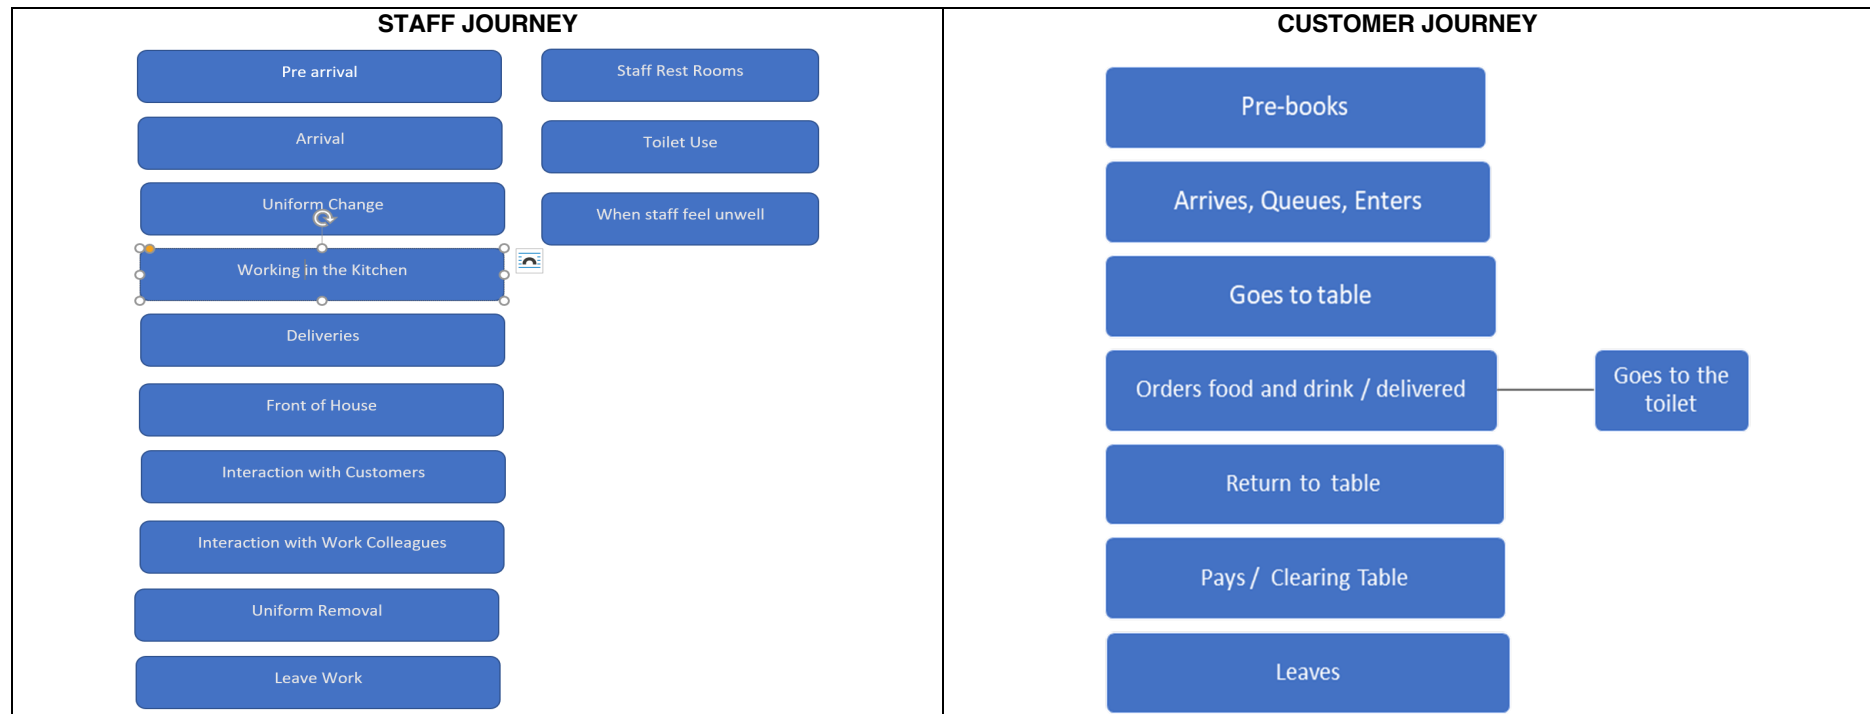 STAFF JOURNEY
Pre arrival
Arrival
Uniform Change
Working in the Kitchen
Deliveries
Front of House
Interaction with Customers
Interaction with Work Colleagues
Uniform Removal
Leave Work
Staff Rest Rooms
Toilet Use
When staff feel unwell
CUSTOMER JOURNEY
Pre-books
Arrives, Queues, Enters
Goes to table
Orders food and drink / delivered
Goes to the
toilet
Return to table
Pays / Clearing Table
Leaves